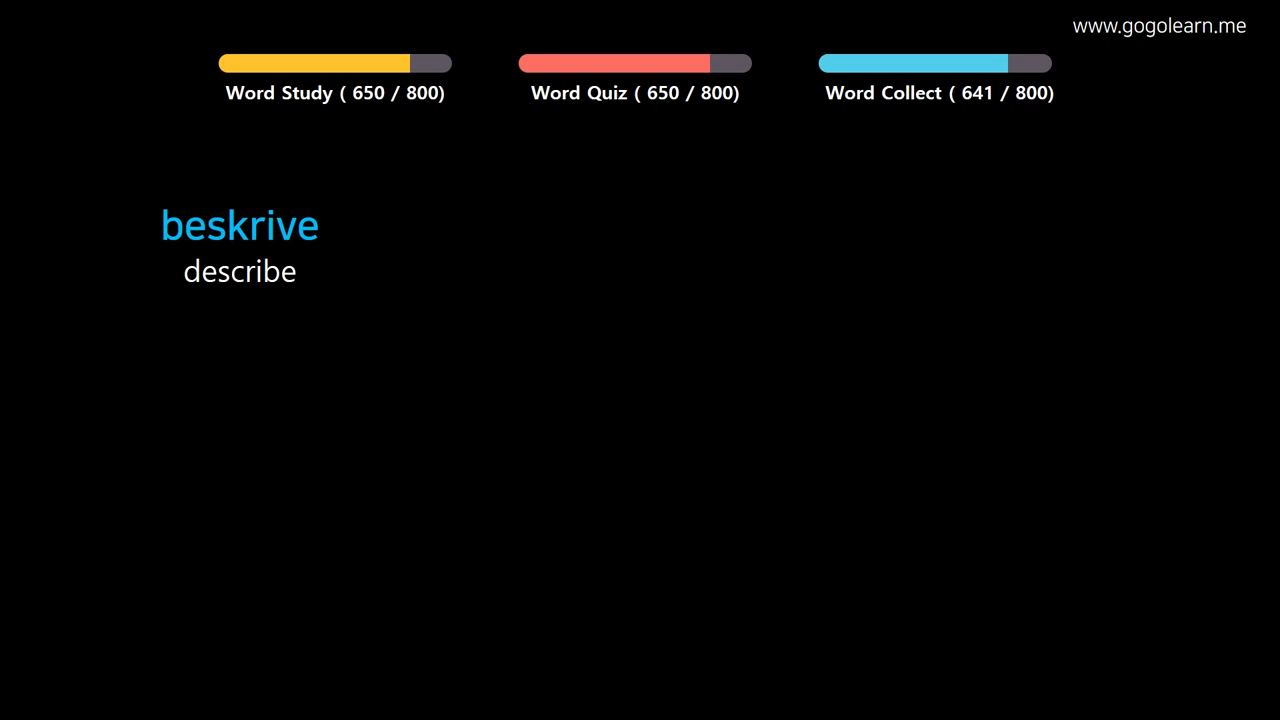 www.gogolearn.me
Word Study ( 650 / 800)
Word Quiz ( 650 / 800)
Word Collect ( 641 / 800)
beskrive
describe